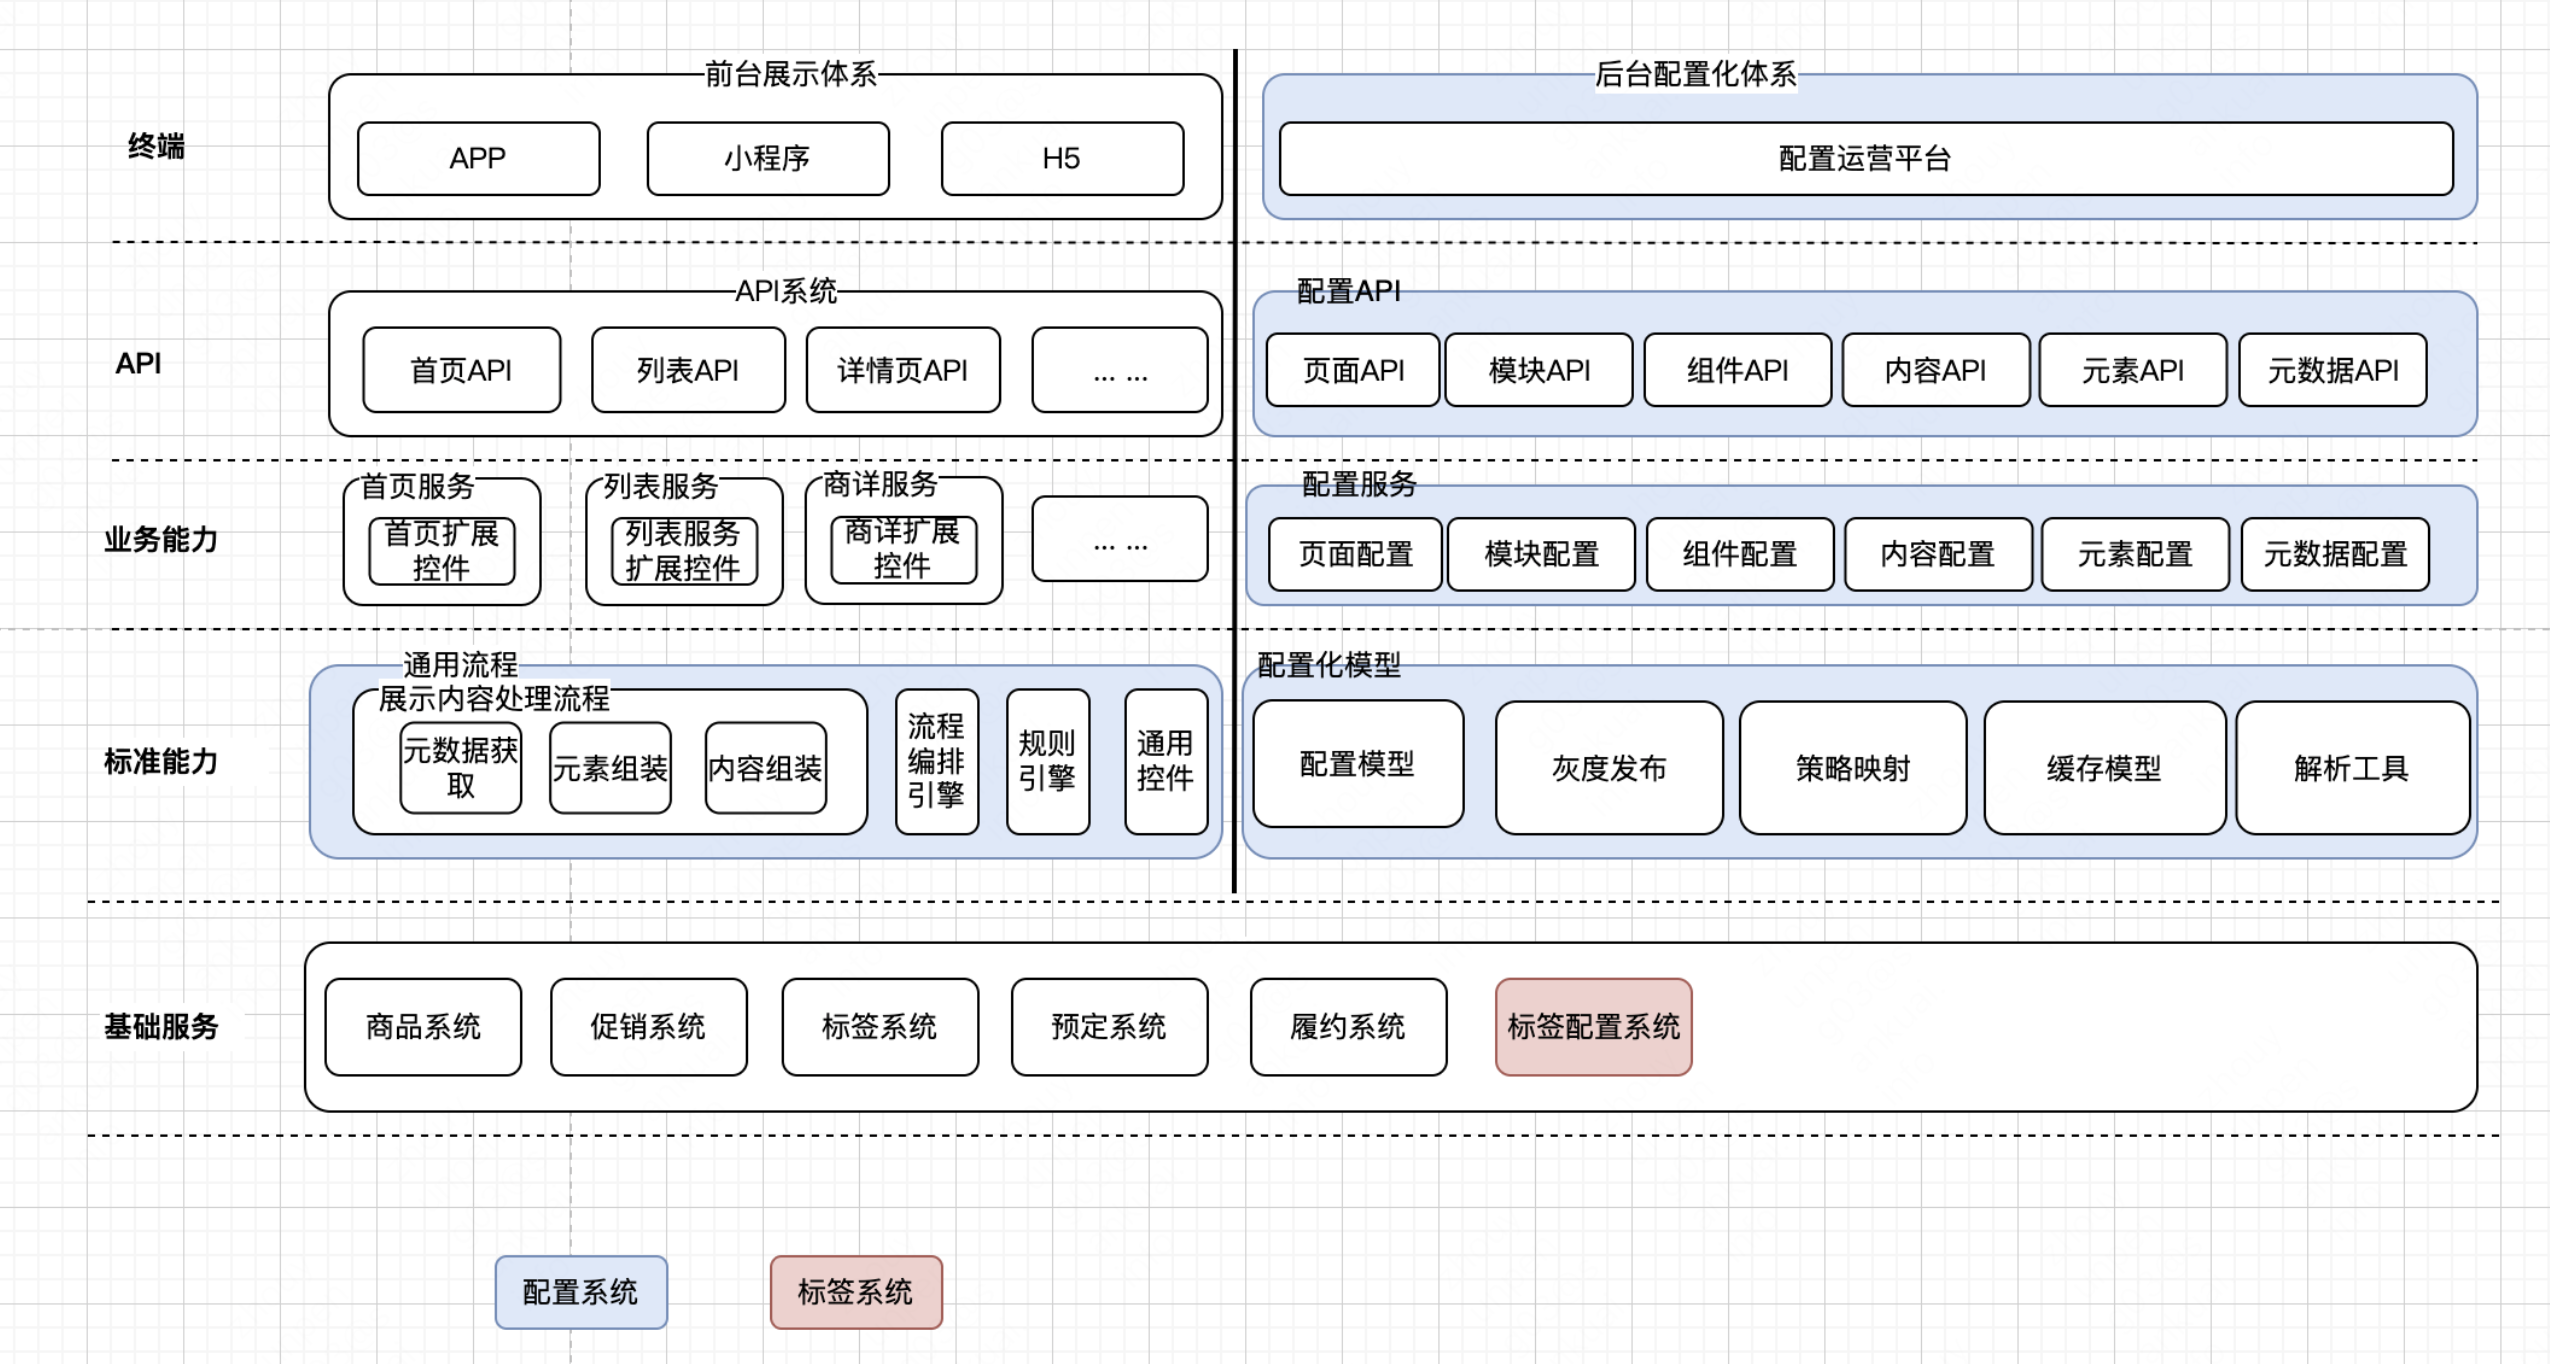 前台展示体系
后台配置化体系
终端
APP
小程序
H5
配置运营平台
API系统
配置API
API
首页API
列表API
详情页API
... ...
页面API
模块API
组件API
内容API
元素API
元数据API
首页服务
列表服务
商详服务
配置服务
业务能力
首页扩展
控件
列表服务
扩展控件
商详扩展
控件
... ...
页面配置
模块配置
组件配置
内容配置
元素配置
元数据配置
通用流程
配置化模型
展示内容处理流程
标准能力
元数据获
取
元素组装
内容组装
流程
编排
引擎
规则
引擎
通用
控件
配置模型
灰度发布
策略映射
缓存模型
解析工具
基础服务
商品系统
促销系统
标签系统
预定系统
履约系统
标签配置系统
配置系统
标签系统